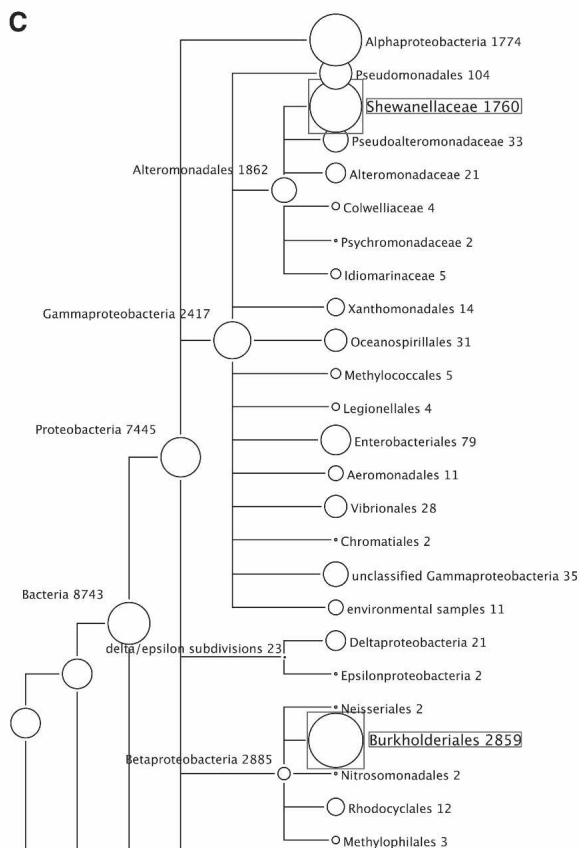 C
Alphaproteobacteria 1774
Pseudomonadales 104
Shewanellaceae 1760
Pseudoalteromonadaceae 33
Alteromonadales 1862
Alteromonadaceae 21
Colwelliaceae 4
Psychromonadaceae 2
Idiomarinaceae 5
Xanthomonadales 14
Gammaproteobacteria 2417
Oceanospirillales 31
Methylococcales 5
Legionellales 4
Proteobacteria 7445
Enterobacteriales 79
Aeromonadales 11
Vibrionales 28
Chromatiales 2
unclassified Gammaproteobacteria 35
Bacteria 8743
environmental samples 11
Deltaproteobacteria 21
delta/epsilon subdivisions 23
Epsilonproteobacteria 2
Neisseriales 2
Burkholderiales 2859
Betaproteobacteria 2885
Nitrosomonadales 2
Rhodocyclales 12
Methylophilales 3